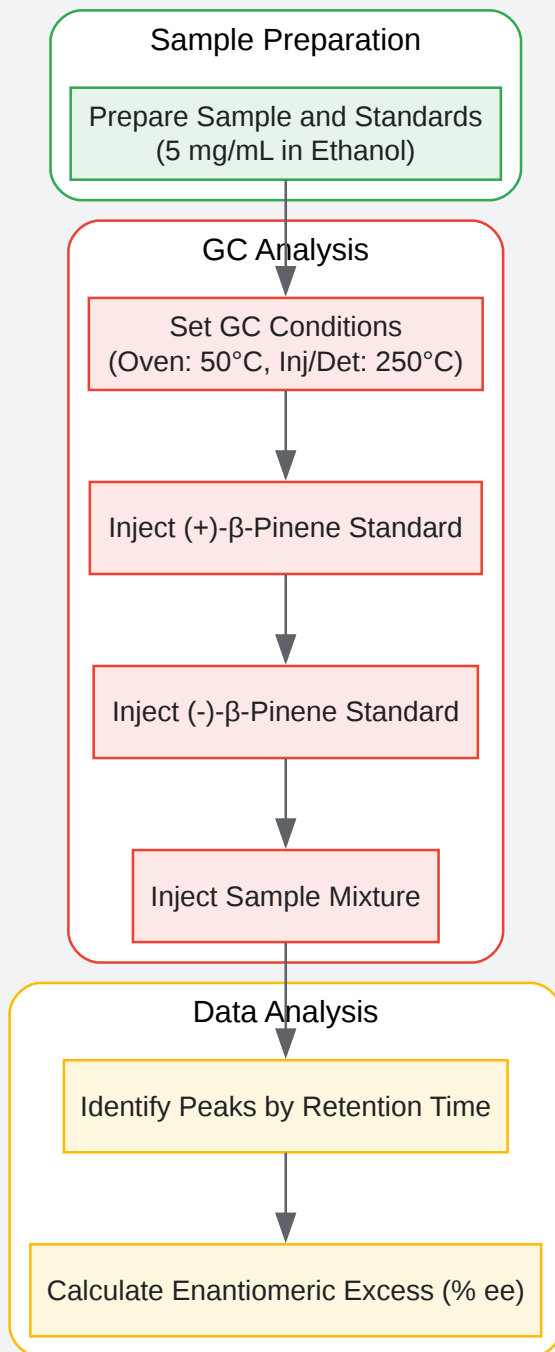 Sample Preparation
Prepare Sample and Standards
(5 mg/mL in Ethanol)
GC Analysis
Set GC Conditions
(Oven: 50°C, Inj/Det: 250°C)
Inject (+)-β-Pinene Standard
Inject (-)-β-Pinene Standard
Inject Sample Mixture
Data Analysis
Identify Peaks by Retention Time
Calculate Enantiomeric Excess (% ee)